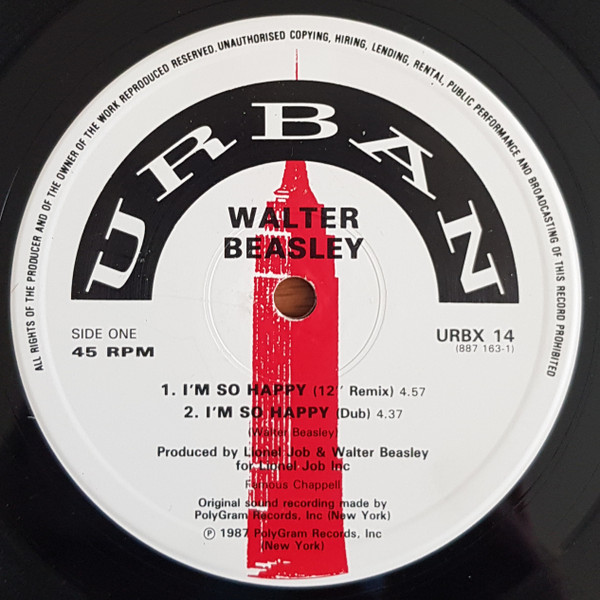 ALL RIGHTS OF THE PRODUCER AND OF THE OWNER OF THE WORK REPRODUCED RESERVED. UNAUTHORISED COPYING, HIRING, LENDING, RENTAL, PUBLIC PERFORMANCE AND BROADCASTING OF THIS RECORD PROHIBITED
URBAN
WALTER
BEASLEY
SIDE ONE
45 RPM
URBX 14
(887 163-1)
1. I'M SO HAPPY (12'' Remix) 4.57
2. I'M SO HAPPY (Dub) 4.37
(Walter Beasley)
Produced by Lionel Job & Walter Beasley
for Lionel Job Inc
Famous Chappell
Original sound recording made by
PolyGram Records, Inc (New York)
℗ 1987 PolyGram Records, Inc
(New York)